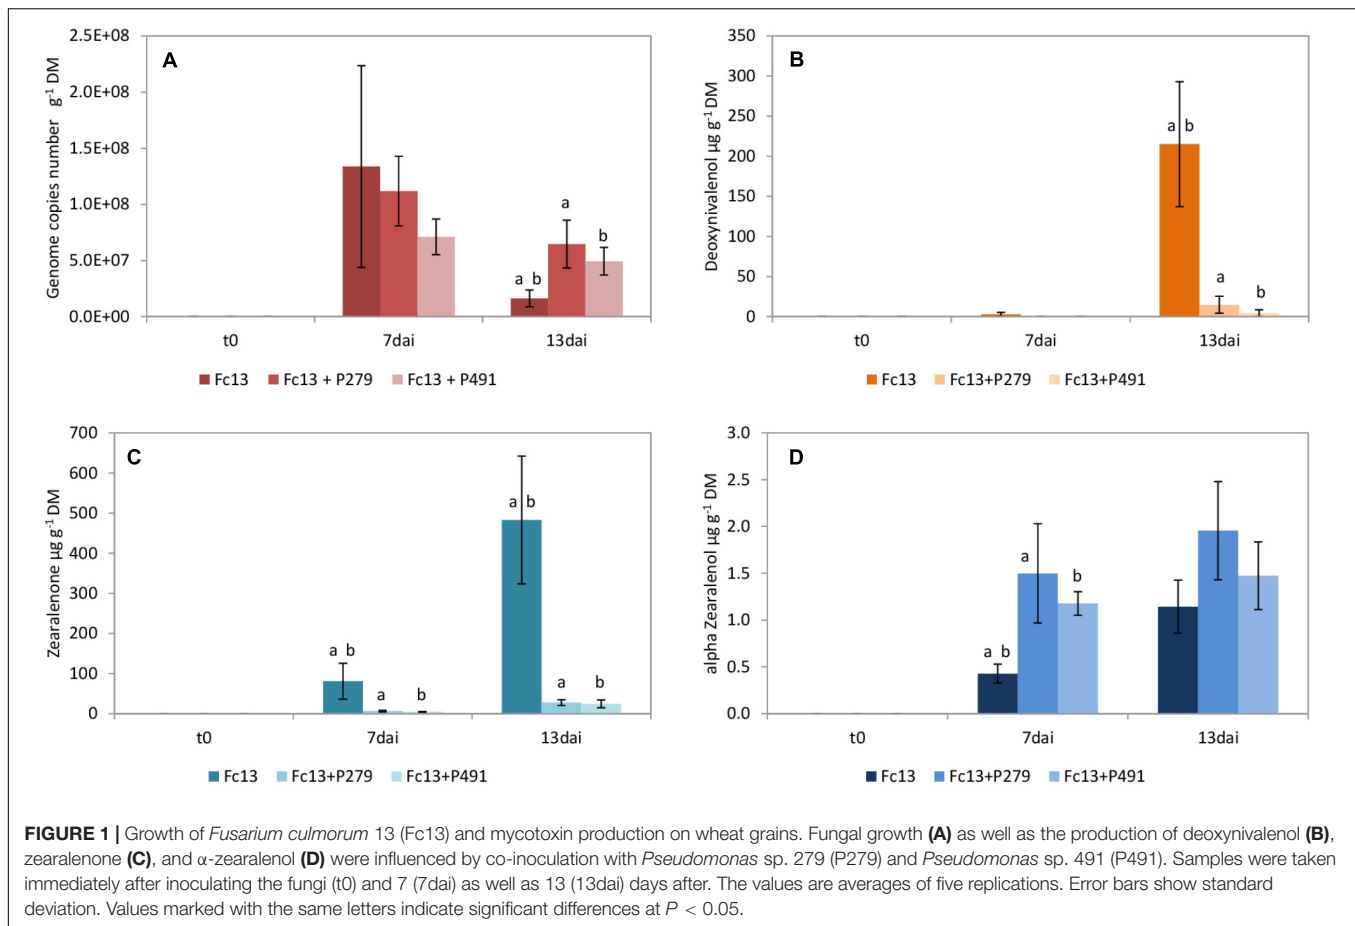 A
Genome copies number g-1 DM
2.5E+08
2.0E+08
1.5E+08
1.0E+08
5.0E+07
0.0E+00
a b
a
b
t0 7dai 13dai
Fc13 Fc13 + P279 Fc13 + P491
B
Deoxynivalenol µg g-1 DM
350
300
250
200
150
100
50
0
a b
a
b
t0 7dai 13dai
Fc13 Fc13+P279 Fc13+P491
C
Zearalenone µg g-1 DM
700
600
500
400
300
200
100
0
a b
a
b
a b
a
b
t0 7dai 13dai
Fc13 Fc13+P279 Fc13+P491
D
alpha Zearalenol µg g-1 DM
3.0
2.5
2.0
1.5
1.0
0.5
0.0
a b
a
b
t0 7dai 13dai
Fc13 Fc13+P279 Fc13+P491
FIGURE 1 | Growth of Fusarium culmorum 13 (Fc13) and mycotoxin production on wheat grains. Fungal growth (A) as well as the production of deoxynivalenol (B),
zearalenone (C), and α-zearalenol (D) were influenced by co-inoculation with Pseudomonas sp. 279 (P279) and Pseudomonas sp. 491 (P491). Samples were taken
immediately after inoculating the fungi (t0) and 7 (7dai) as well as 13 (13dai) days after. The values are averages of five replications. Error bars show standard
deviation. Values marked with the same letters indicate significant differences at P < 0.05.